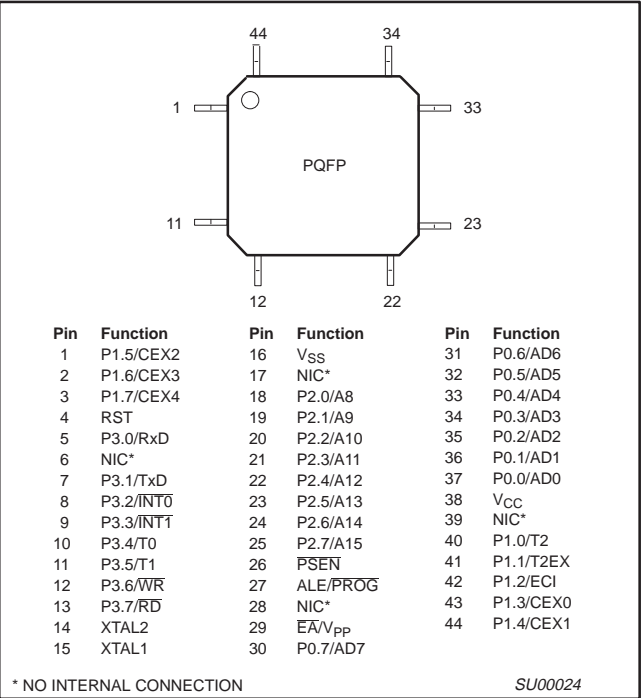 44 34
1 33
PQFP
11 23
12 22
Pin Function Pin Function Pin Function
1 P1.5/CEX2 16 VSS 31 P0.6/AD6
2 P1.6/CEX3 17 NIC* 32 P0.5/AD5
3 P1.7/CEX4 18 P2.0/A8 33 P0.4/AD4
4 RST 19 P2.1/A9 34 P0.3/AD3
5 P3.0/RxD 20 P2.2/A10 35 P0.2/AD2
6 NIC* 21 P2.3/A11 36 P0.1/AD1
7 P3.1/TxD 22 P2.4/A12 37 P0.0/AD0
8 P3.2/I̅N̅T̅0̅ 23 P2.5/A13 38 VCC
9 P3.3/I̅N̅T̅1̅ 24 P2.6/A14 39 NIC*
10 P3.4/T0 25 P2.7/A15 40 P1.0/T2
11 P3.5/T1 26 P̅S̅E̅N̅ 41 P1.1/T2EX
12 P3.6/W̅R̅ 27 ALE/P̅R̅O̅G̅ 42 P1.2/ECI
13 P3.7/R̅D̅ 28 NIC* 43 P1.3/CEX0
14 XTAL2 29 E̅A̅/VPP 44 P1.4/CEX1
15 XTAL1 30 P0.7/AD7
* NO INTERNAL CONNECTION SU00024